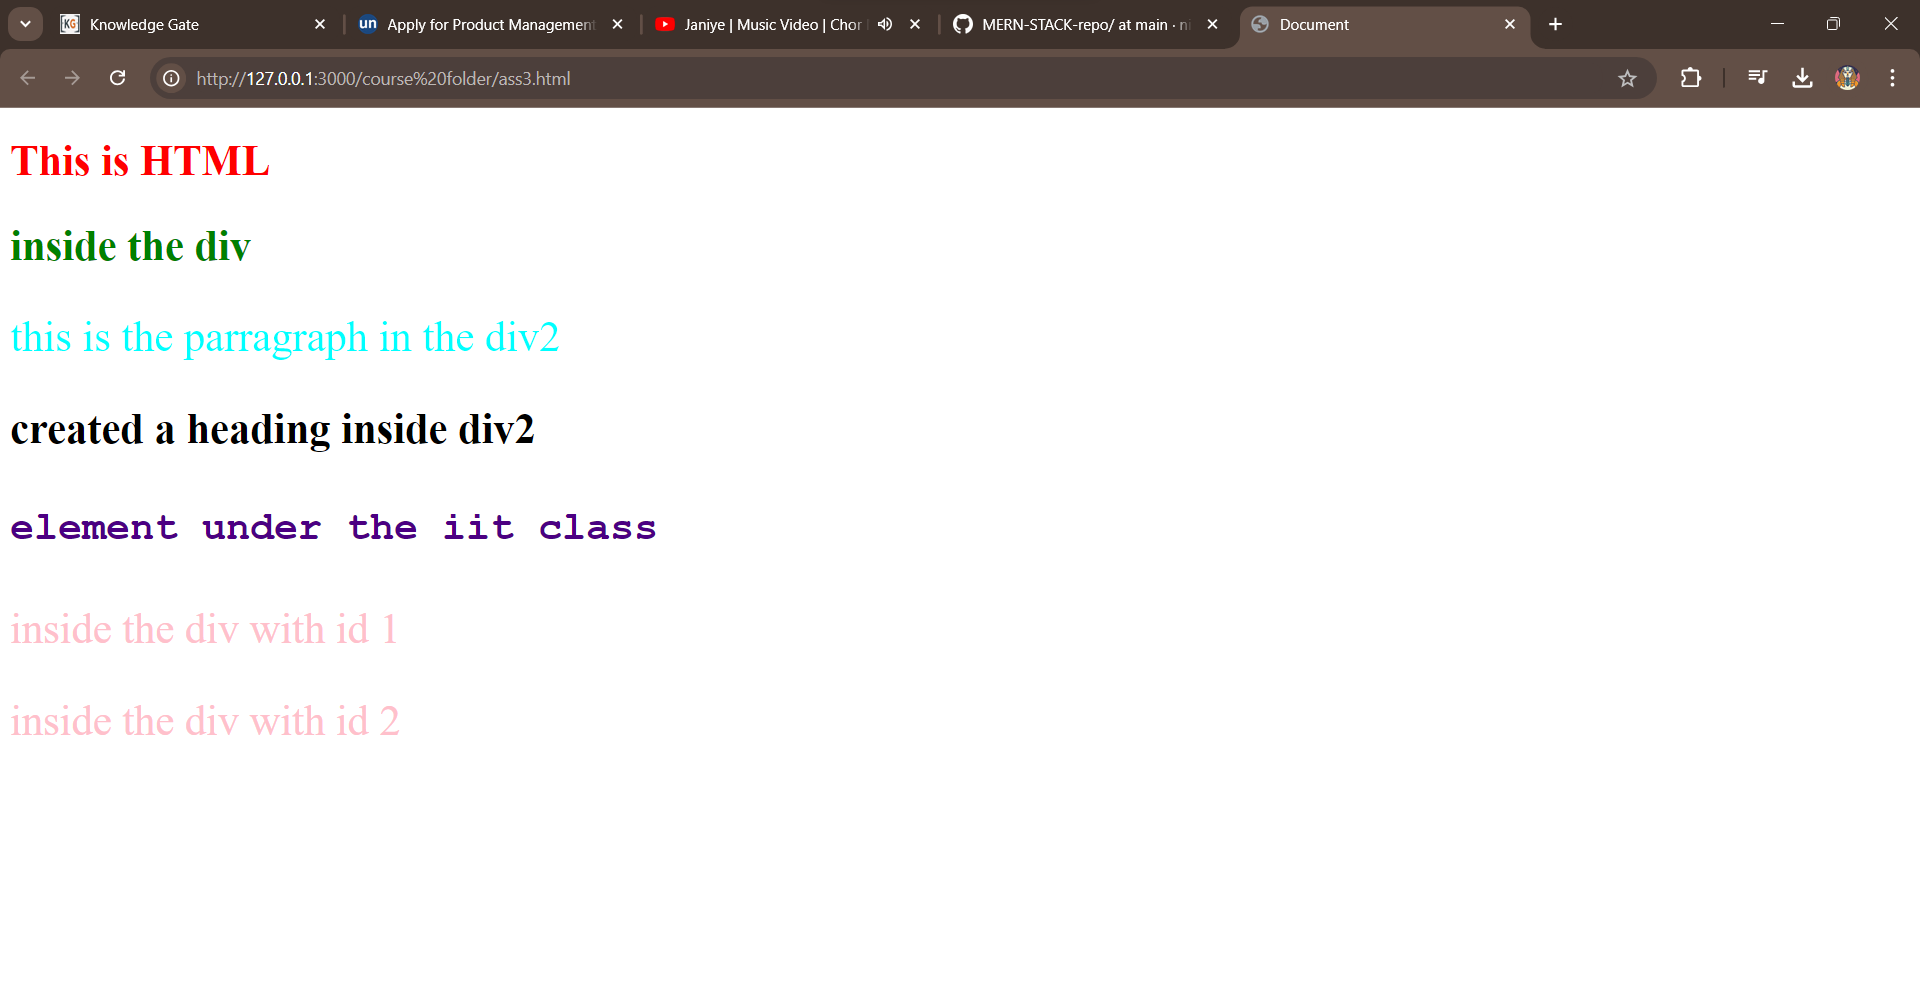 KG Knowledge Gate
un Apply for Product Management
Janiye | Music Video | Chor
MERN-STACK-repo/ at main · ni
Document
http://127.0.0.1:3000/course%20folder/ass3.html
This is HTML
inside the div
this is the parragraph in the div2
created a heading inside div2
element under the iit class
inside the div with id 1
inside the div with id 2